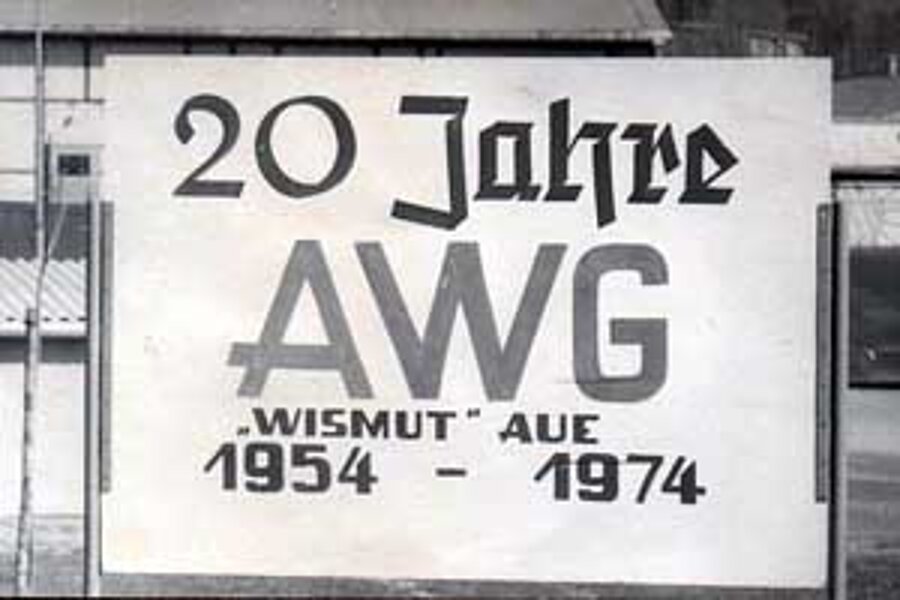 20 Jahre
AWG
„WISMUT" AUE
1954 - 1974